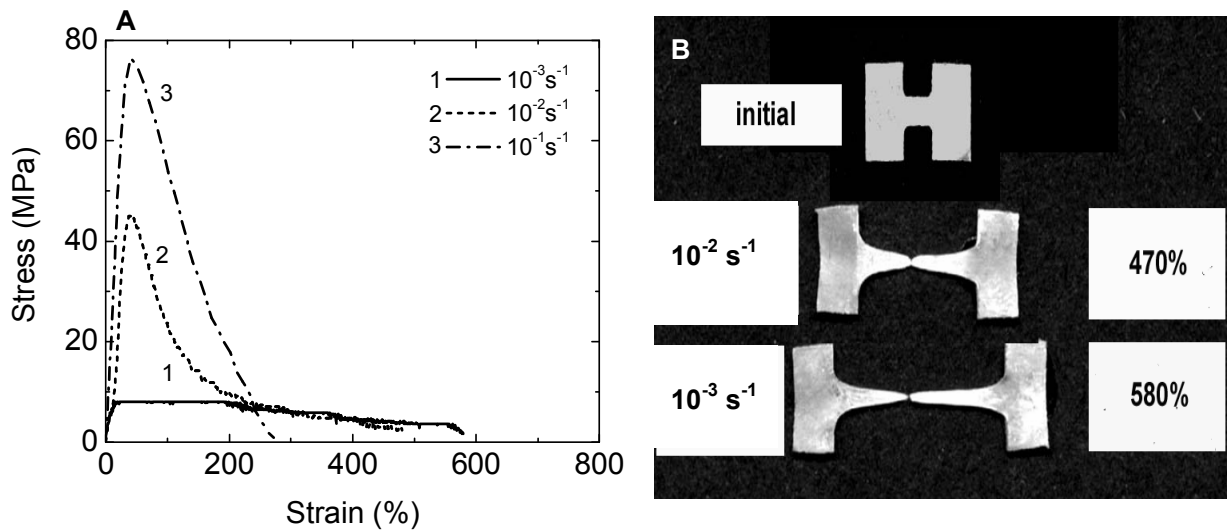 A
80
60
40
20
0
0 200 400 600 800
Stress (MPa)
Strain (%)
1 10⁻³s⁻¹
2 10⁻²s⁻¹
3 10⁻¹s⁻¹
3
2
1
B
initial
10⁻² s⁻¹
470%
10⁻³ s⁻¹
580%